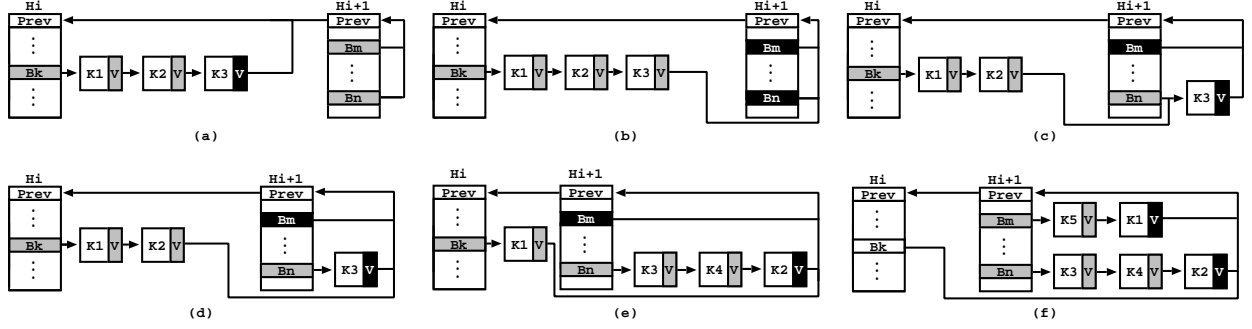 Hi Hi+1
Prev Prev
⋮ Bm
Bk K1 V K2 V K3 V ⋮
⋮ Bn
(a)
Hi Hi+1
Prev Prev
⋮ Bm
Bk K1 V K2 V K3 V ⋮
⋮ Bn
(b)
Hi Hi+1
Prev Prev
⋮ Bm
Bk K1 V K2 V ⋮
⋮ Bn K3 V
(c)
Hi Hi+1
Prev Prev
⋮ Bm
Bk K1 V K2 V ⋮
⋮ Bn K3 V
(d)
Hi Hi+1
Prev Prev
⋮ Bm
Bk K1 V ⋮
⋮ Bn K3 V K4 V K2 V
(e)
Hi Hi+1
Prev Prev
⋮ Bm K5 V K1 V
Bk ⋮
⋮ Bn K3 V K4 V K2 V
(f)